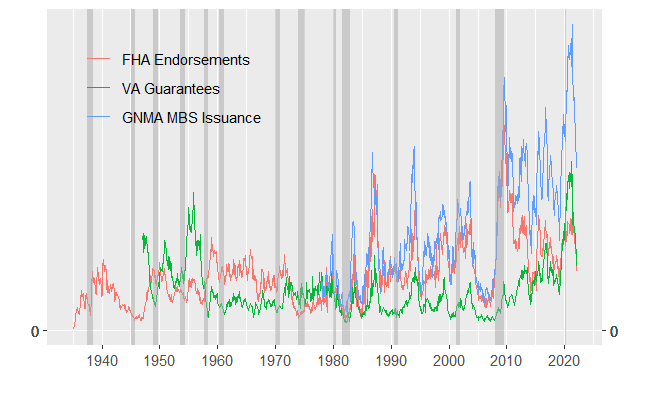 FHA Endorsements
VA Guarantees
GNMA MBS Issuance
0 0
1940 1950 1960 1970 1980 1990 2000 2010 2020